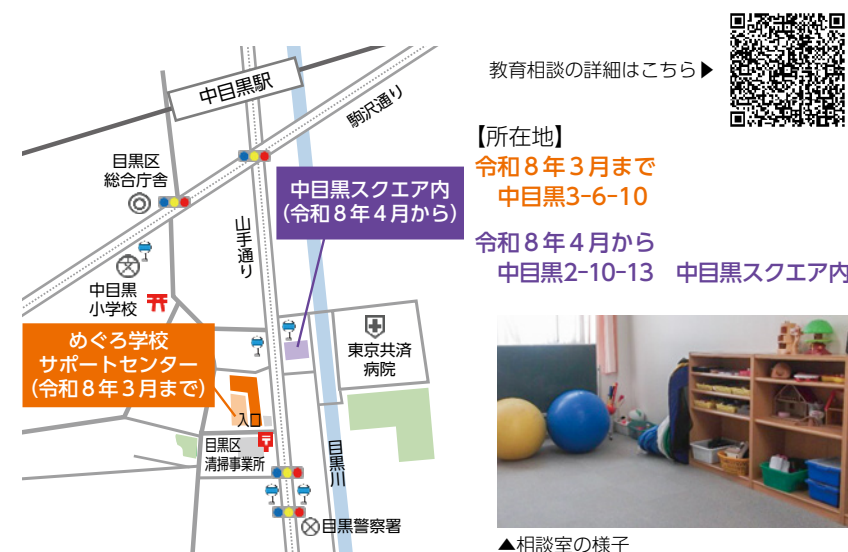 教育相談の詳細はこちら▶
【所在地】
令和8年3月まで
中目黒3-6-10
令和8年4月から
中目黒2-10-13　中目黒スクエア内
▲相談室の様子
中目黒駅
駒沢通り
目黒区
総合庁舎
中目黒スクエア内
(令和8年4月から)
山手通り
中目黒
小学校
めぐろ学校
サポートセンター
(令和8年3月まで)
東京共済
病院
入口
目黒区
清掃事業所
目黒川
目黒警察署